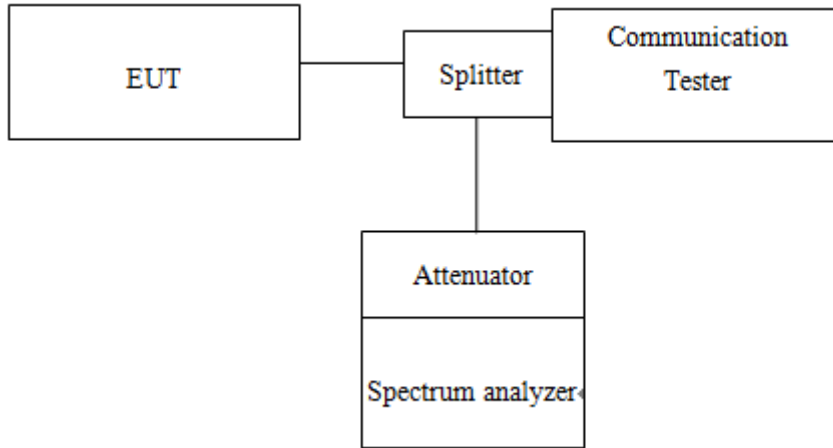 EUT
Splitter
Communication
Tester
Attenuator
Spectrum analyzer